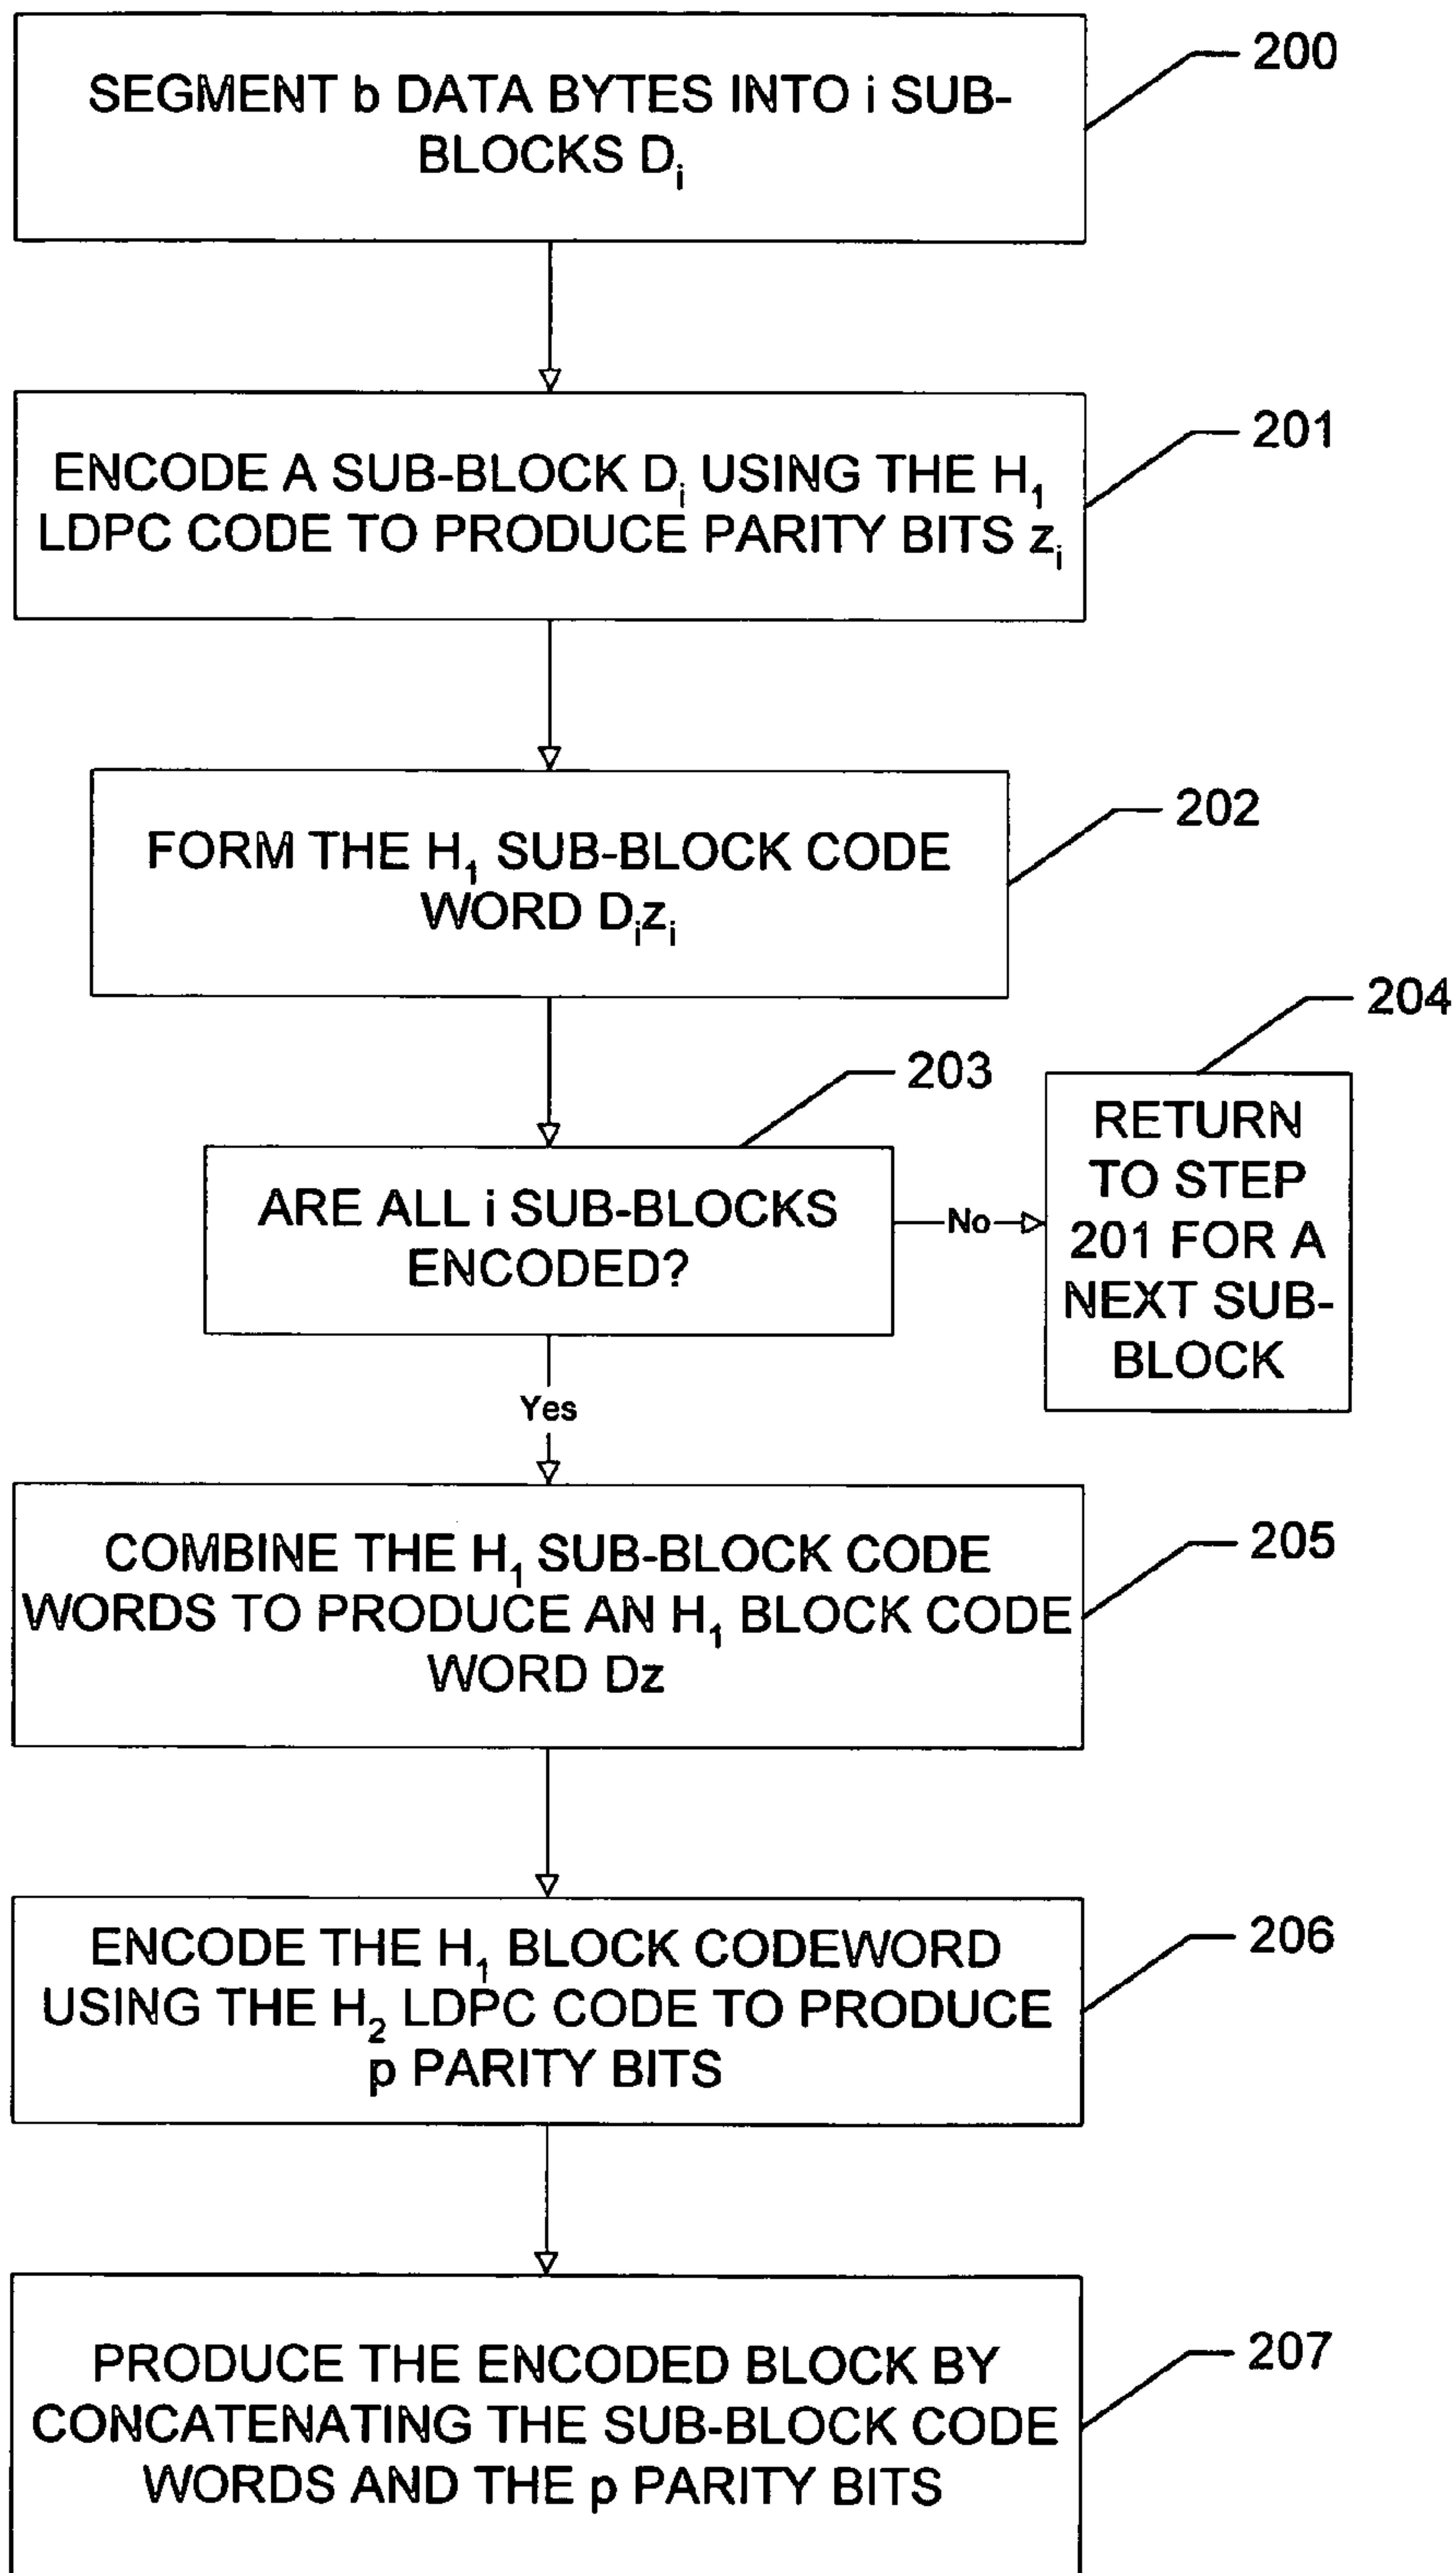 SEGMENT b DATA BYTES INTO i SUB-
BLOCKS Di
200
ENCODE A SUB-BLOCK Di USING THE H1
LDPC CODE TO PRODUCE PARITY BITS zi
201
FORM THE H1 SUB-BLOCK CODE
WORD Dizi
202
ARE ALL i SUB-BLOCKS
ENCODED?
203
No
204
RETURN
TO STEP
201 FOR A
NEXT SUB-
BLOCK
Yes
COMBINE THE H1 SUB-BLOCK CODE
WORDS TO PRODUCE AN H1 BLOCK CODE
WORD Dz
205
ENCODE THE H1 BLOCK CODEWORD
USING THE H2 LDPC CODE TO PRODUCE
p PARITY BITS
206
PRODUCE THE ENCODED BLOCK BY
CONCATENATING THE SUB-BLOCK CODE
WORDS AND THE p PARITY BITS
207